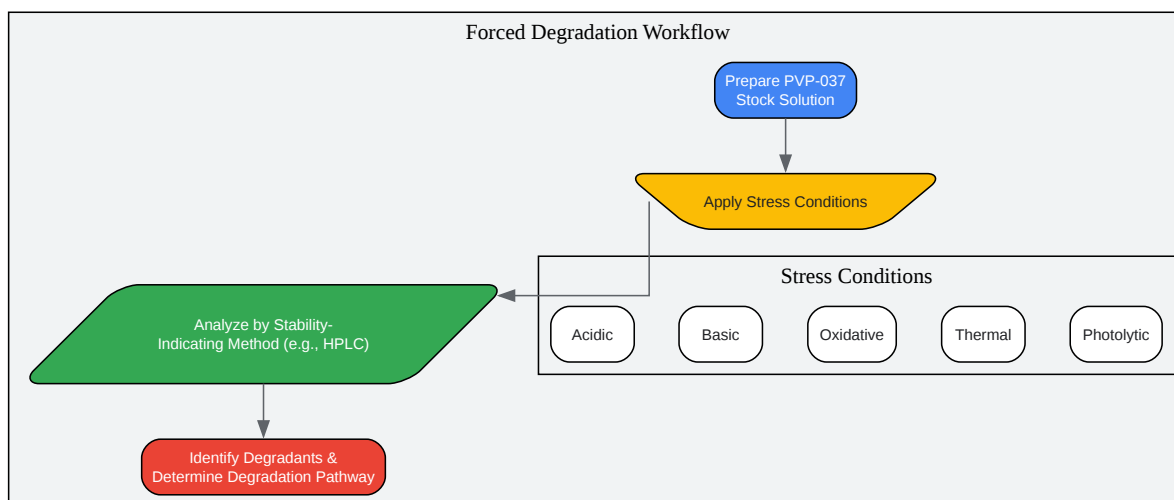 Forced Degradation Workflow
Prepare PVP-037
Stock Solution
Apply Stress Conditions
Stress Conditions
Acidic
Basic
Oxidative
Thermal
Photolytic
Analyze by Stability-
Indicating Method (e.g., HPLC)
Identify Degradants &
Determine Degradation Pathway